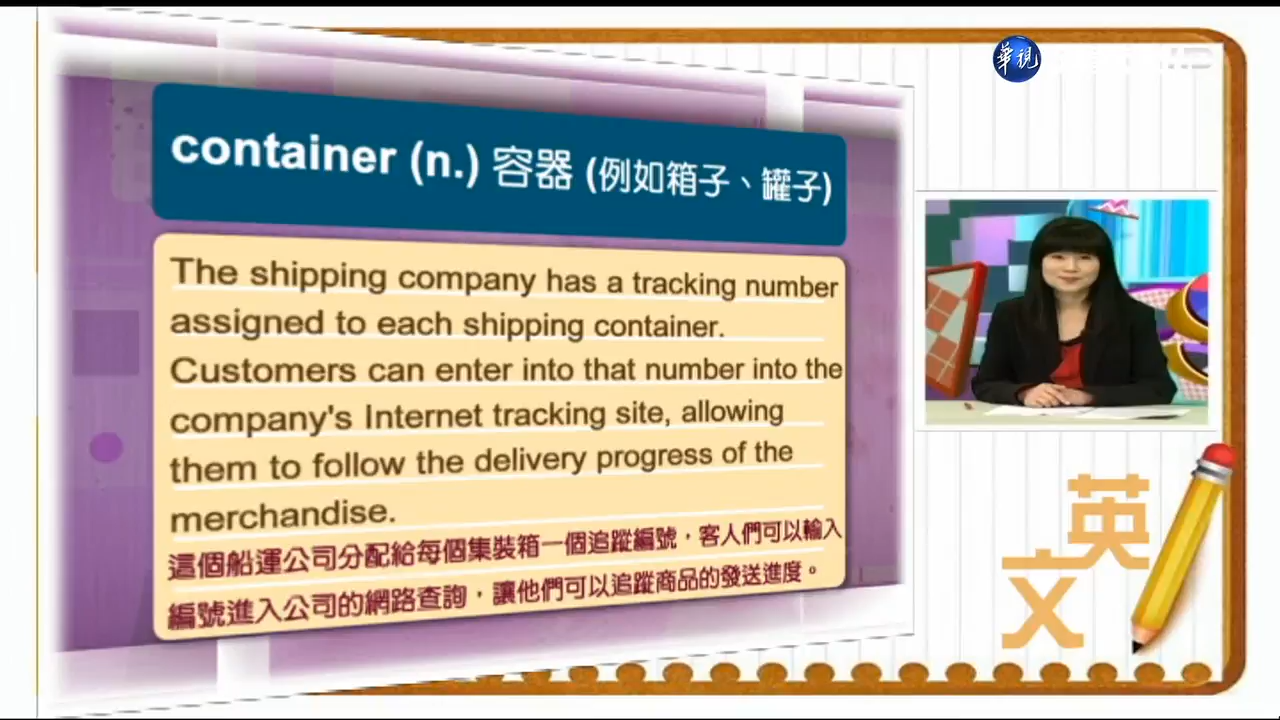 華視
container (n.) 容器 (例如箱子、罐子)
The shipping company has a tracking number
assigned to each shipping container.
Customers can enter into that number into the
company's Internet tracking site, allowing
them to follow the delivery progress of the
merchandise.
這個船運公司分配給每個集裝箱一個追蹤編號，客人們可以輸入
編號進入公司的網路查詢，讓他們可以追蹤商品的發送進度。
英
文